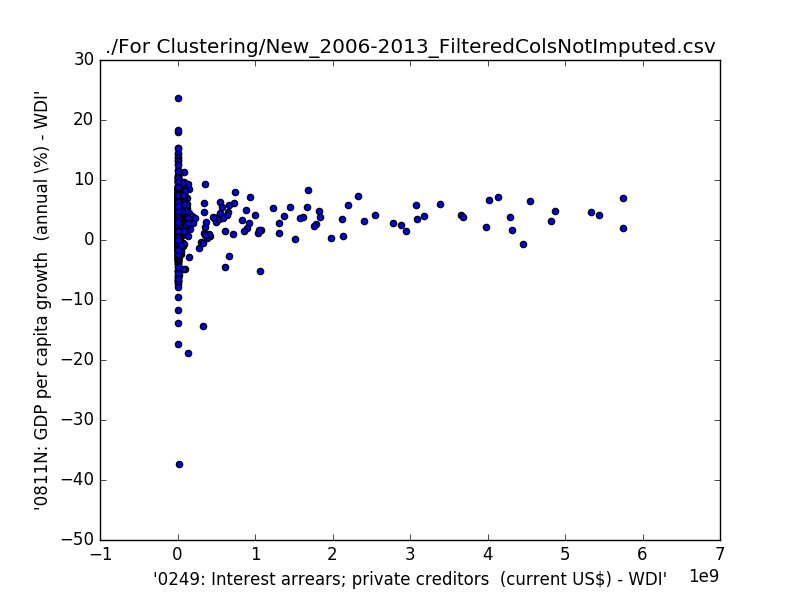 ./For Clustering/New_2006-2013_FilteredColsNotImputed.csv
30
20
10
0
−10
−20
−30
−40
−50
'0811N: GDP per capita growth  (annual \%) - WDI'
−1 0 1 2 3 4 5 6 7
1e9
'0249: Interest arrears; private creditors  (current US$) - WDI'